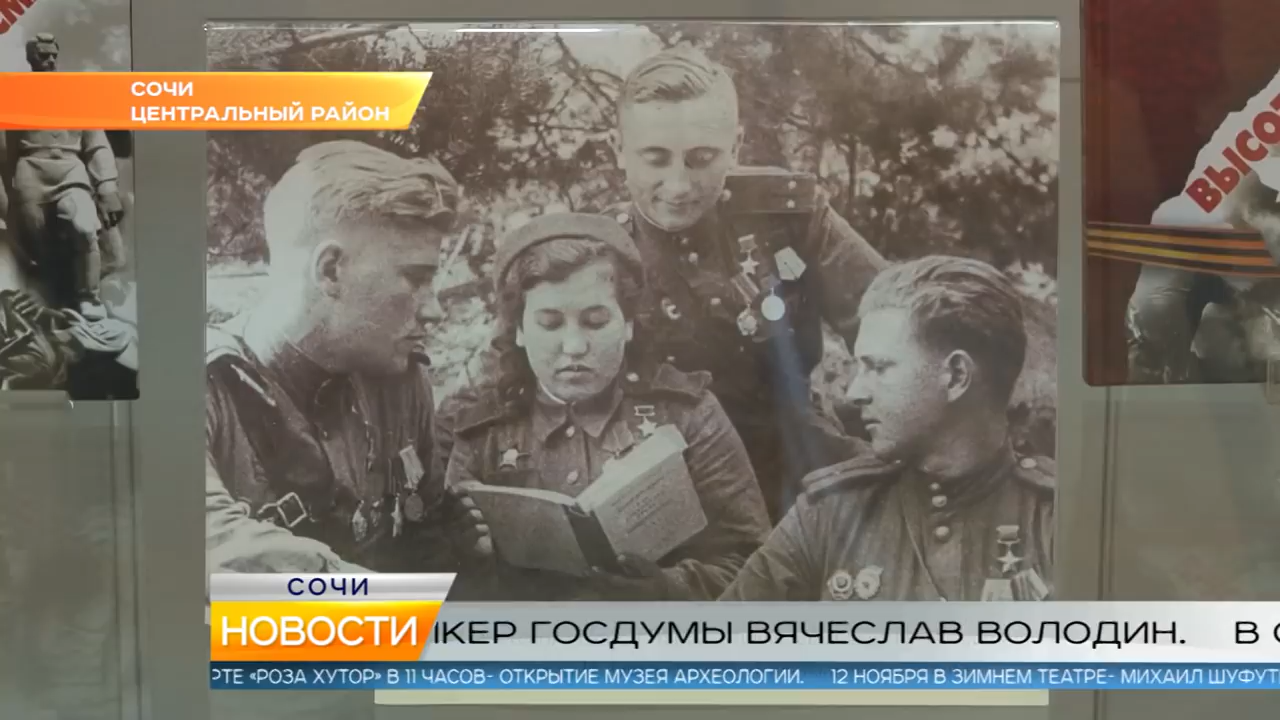 СОЧИ
ЦЕНТРАЛЬНЫЙ РАЙОН
ВЫСО
СОЧИ
НОВОСТИ
ИКЕР ГОСДУМЫ ВЯЧЕСЛАВ ВОЛОДИН. В С
РТЕ «РОЗА ХУТОР» В 11 ЧАСОВ- ОТКРЫТИЕ МУЗЕЯ АРХЕОЛОГИИ. 12 НОЯБРЯ В ЗИМНЕМ ТЕАТРЕ- МИХАИЛ ШУФУТ